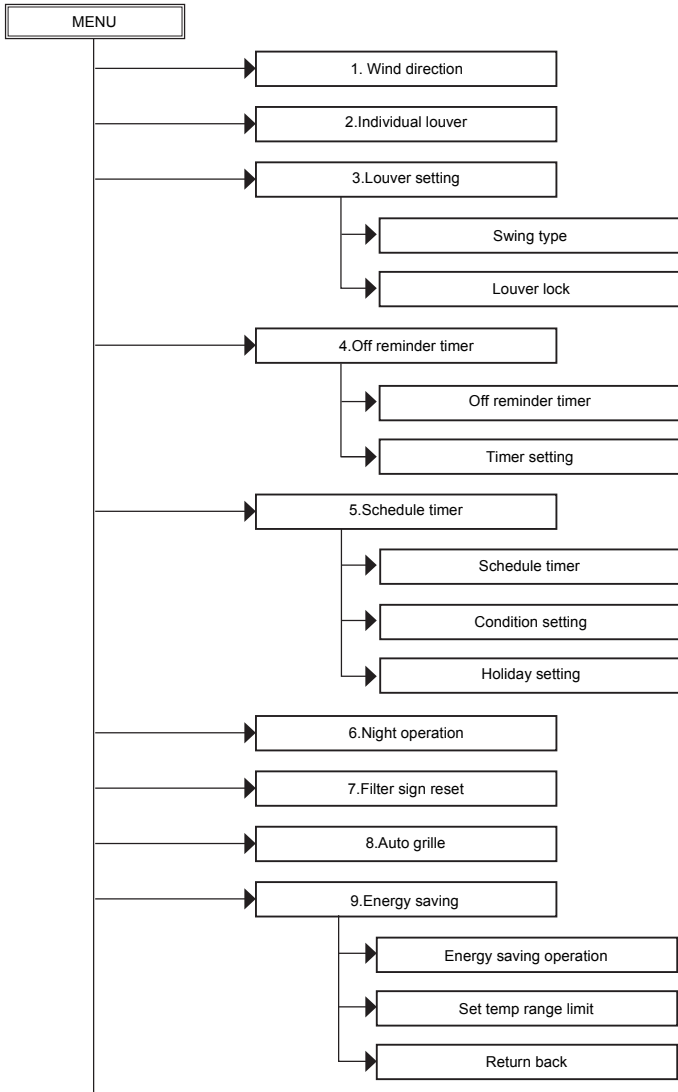 MENU
1. Wind direction
2.Individual louver
3.Louver setting
Swing type
Louver lock
4.Off reminder timer
Off reminder timer
Timer setting
5.Schedule timer
Schedule timer
Condition setting
Holiday setting
6.Night operation
7.Filter sign reset
8.Auto grille
9.Energy saving
Energy saving operation
Set temp range limit
Return back